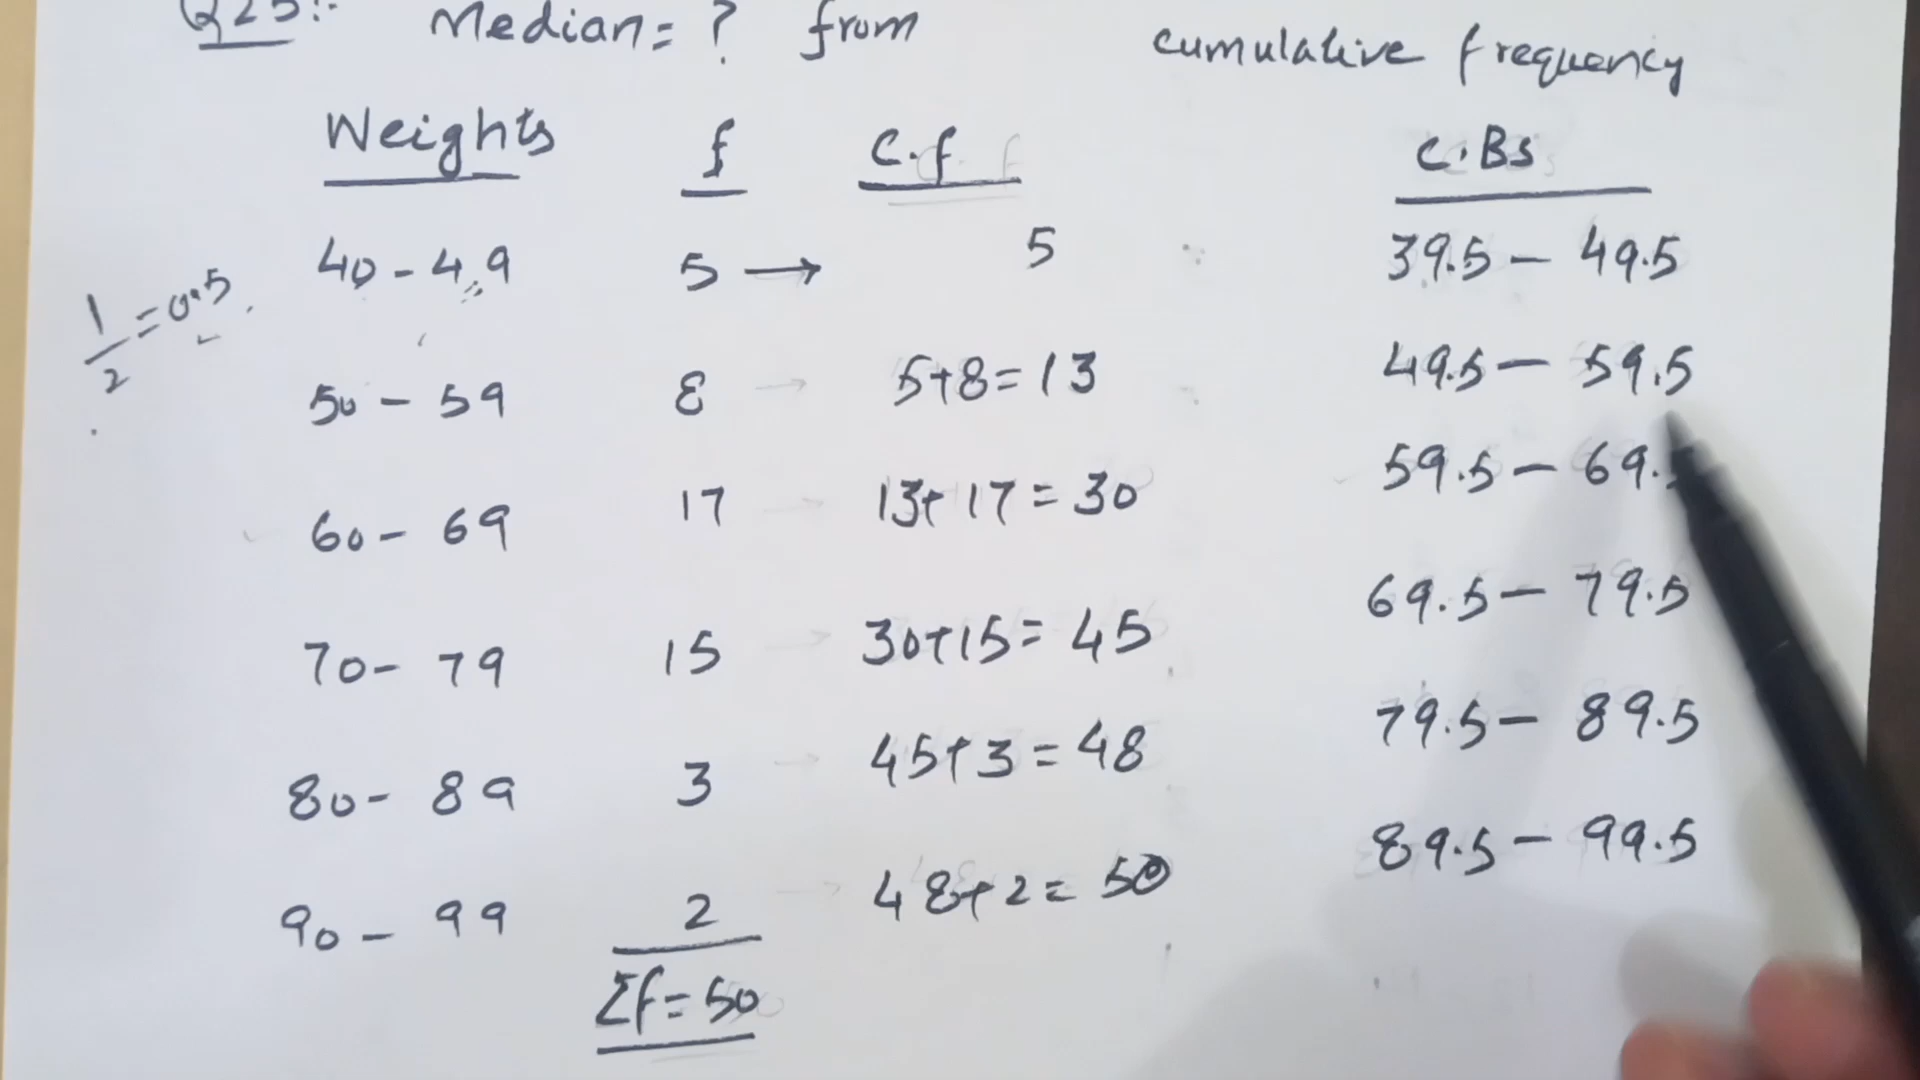 Q25:- Median = ? from cumulative frequency
Weights f C.f C.Bs
40 - 49 5 → 5 39.5 - 49.5
1/2 = 0.5
50 - 59 8 → 5+8 = 13 49.5 - 59.5
60 - 69 17 → 13+17 = 30 59.5 - 69.5
70 - 79 15 → 30+15 = 45 69.5 - 79.5
80 - 89 3 → 45+3 = 48 79.5 - 89.5
90 - 99 2 → 48+2 = 50 89.5 - 99.5
Σf = 50